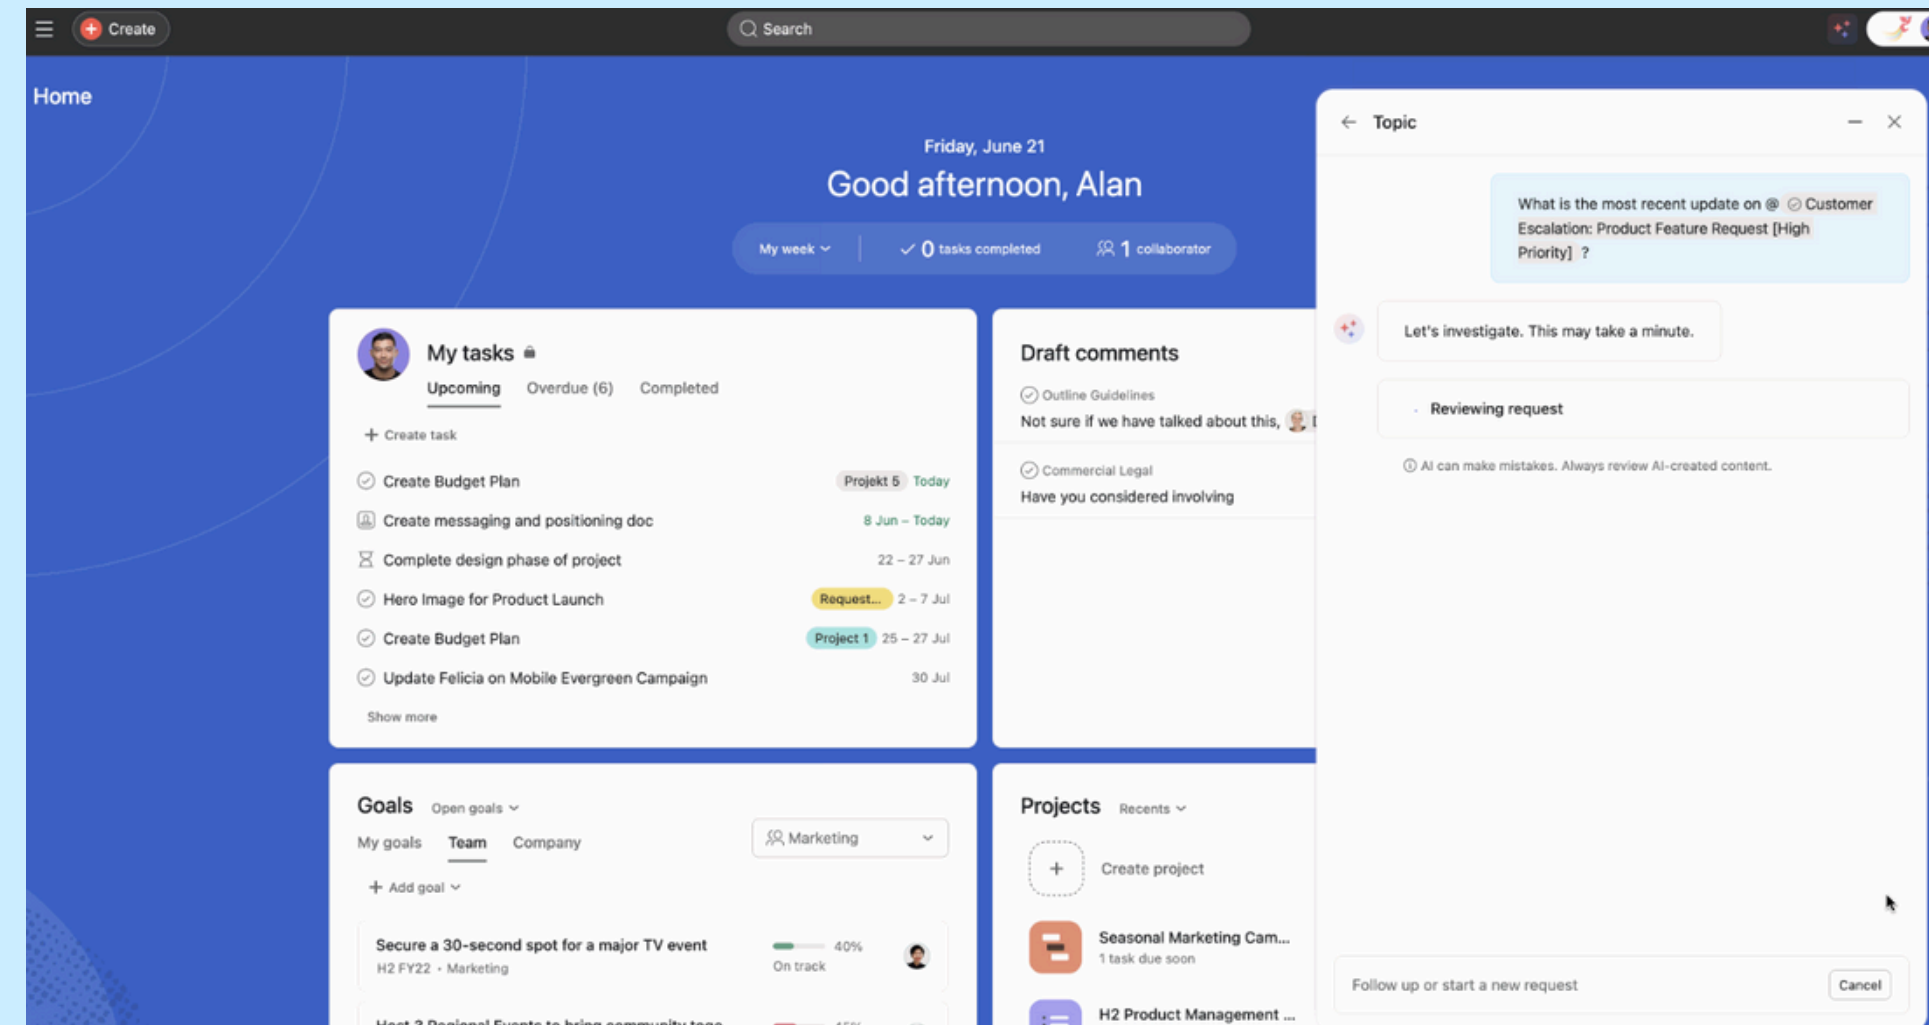 Create
Search
Home
Friday, June 21
Good afternoon, Alan
My week
0 tasks completed
1 collaborator
My tasks
Upcoming
Overdue (6)
Completed
+ Create task
Create Budget Plan Projekt 5 Today
Create messaging and positioning doc 8 Jun – Today
Complete design phase of project 22 – 27 Jun
Hero Image for Product Launch Request... 2 – 7 Jul
Create Budget Plan Project 1 25 – 27 Jul
Update Felicia on Mobile Evergreen Campaign 30 Jul
Show more
Draft comments
Outline Guidelines
Not sure if we have talked about this,
Commercial Legal
Have you considered involving
Goals Open goals
My goals Team Company
Marketing
+ Add goal
Secure a 30-second spot for a major TV event 40%
H2 FY22 • Marketing On track
Host 3 Regional Events to bring community toge...
Projects Recents
Create project
Seasonal Marketing Cam...
1 task due soon
H2 Product Management ...
Topic
What is the most recent update on @ Customer
Escalation: Product Feature Request [High
Priority] ?
Let's investigate. This may take a minute.
Reviewing request
AI can make mistakes. Always review AI-created content.
Follow up or start a new request
Cancel